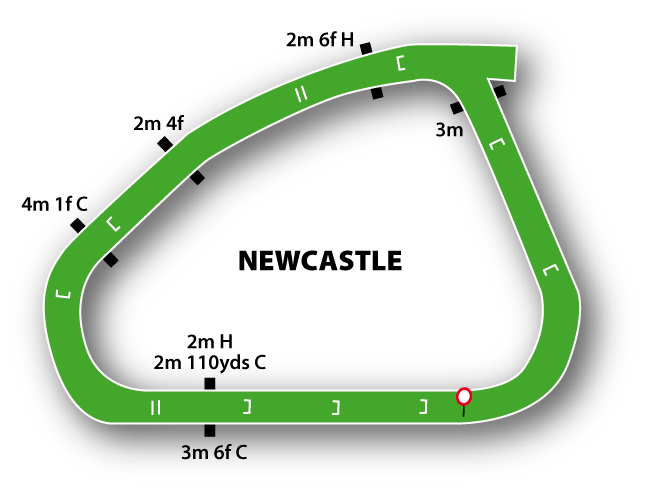 2m 6f H
2m 4f
3m
4m 1f C
NEWCASTLE
2m H
2m 110yds C
3m 6f C